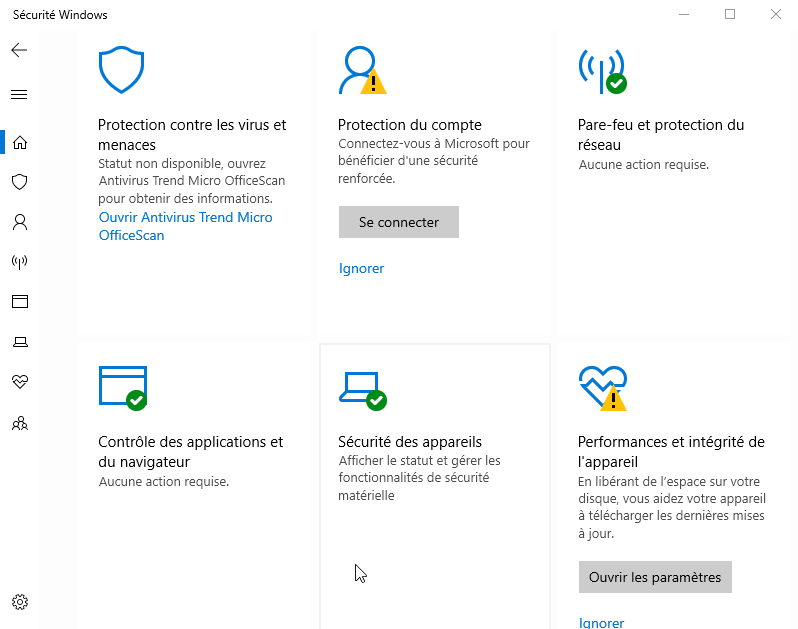 Sécurité Windows
Protection contre les virus et
menaces
Statut non disponible, ouvrez
Antivirus Trend Micro OfficeScan
pour obtenir des informations.
Ouvrir Antivirus Trend Micro
OfficeScan
Protection du compte
Connectez-vous à Microsoft pour
bénéficier d'une sécurité
renforcée.
Se connecter
Ignorer
Pare-feu et protection du
réseau
Aucune action requise.
Contrôle des applications et
du navigateur
Aucune action requise.
Sécurité des appareils
Afficher le statut et gérer les
fonctionnalités de sécurité
matérielle
Performances et intégrité de
l'appareil
En libérant de l’espace sur votre
disque, vous aidez votre appareil
à télécharger les dernières mises
à jour.
Ouvrir les paramètres
Ignorer